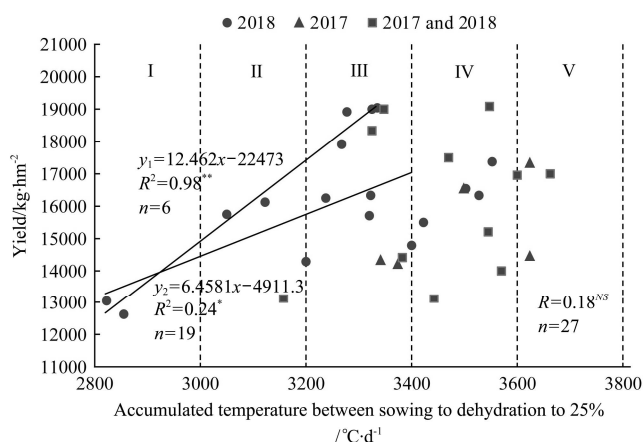 2018 2017 2017 and 2018
21000
20000
19000
18000
17000
16000
15000
14000
13000
12000
11000
Yield/kg·hm⁻²
I II III IV V
y₁=12.462x−22473
R²=0.98**
n=6
y₂=6.4581x−4911.3
R²=0.24*
n=19
R=0.18ᴺˢ
n=27
2800 3000 3200 3400 3600 3800
Accumulated temperature between sowing to dehydration to 25%
/°C·d⁻¹